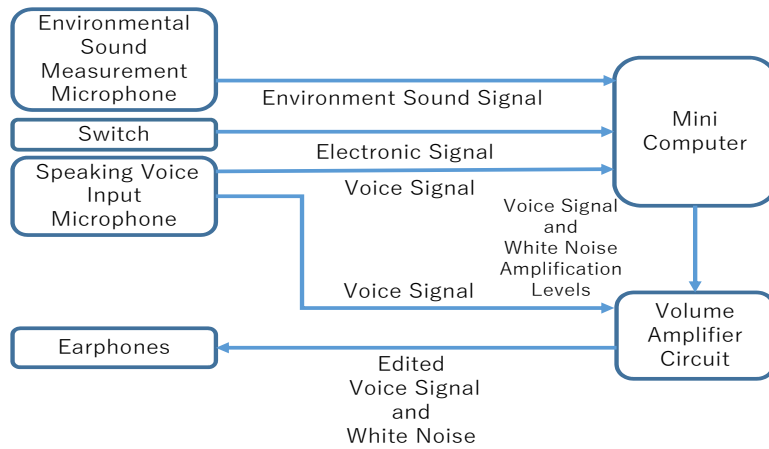 Environmental
Sound
Measurement
Microphone
Environment Sound Signal
Mini
Computer
Switch
Electronic Signal
Speaking Voice
Input
Microphone
Voice Signal
Voice Signal
and
White Noise
Amplification
Levels
Voice Signal
Volume
Amplifier
Circuit
Earphones
Edited
Voice Signal
and
White Noise